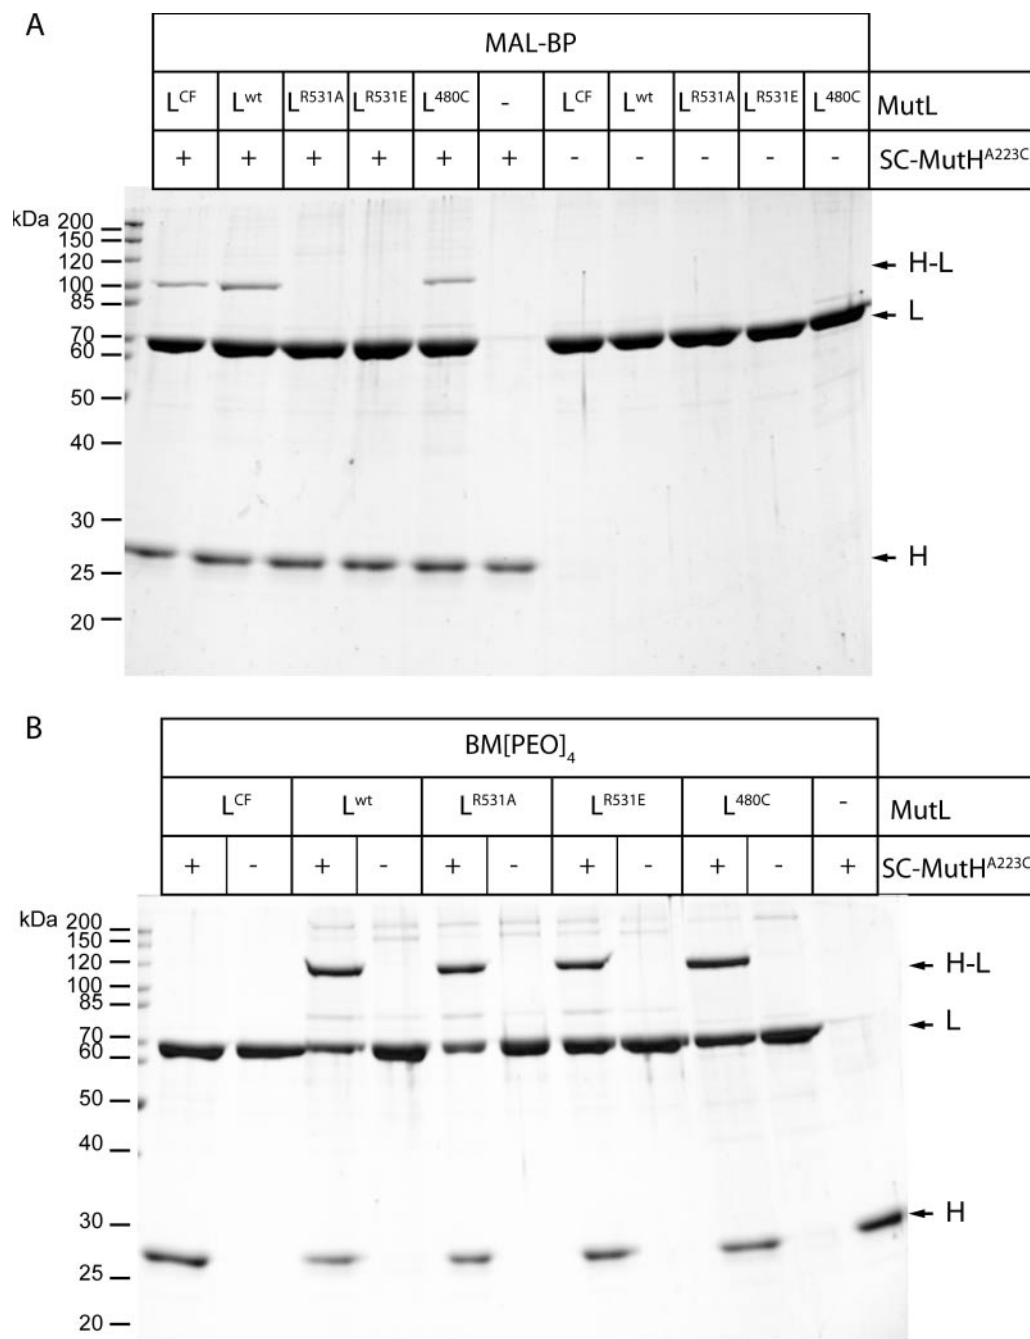 A
MAL-BP
L^CF L^wt L^R531A L^R531E L^480C - L^CF L^wt L^R531A L^R531E L^480C MutL
+ + + + + + - - - - - SC-MutH^A223C
kDa
200
150
120
100
85
70
60
50
40
30
25
20
H-L
L
H
B
BM[PEO]₄
L^CF L^wt L^R531A L^R531E L^480C - MutL
+ - + - + - + - + - + SC-MutH^A223C
kDa
200
150
120
100
85
70
60
50
40
30
25
20
H-L
L
H